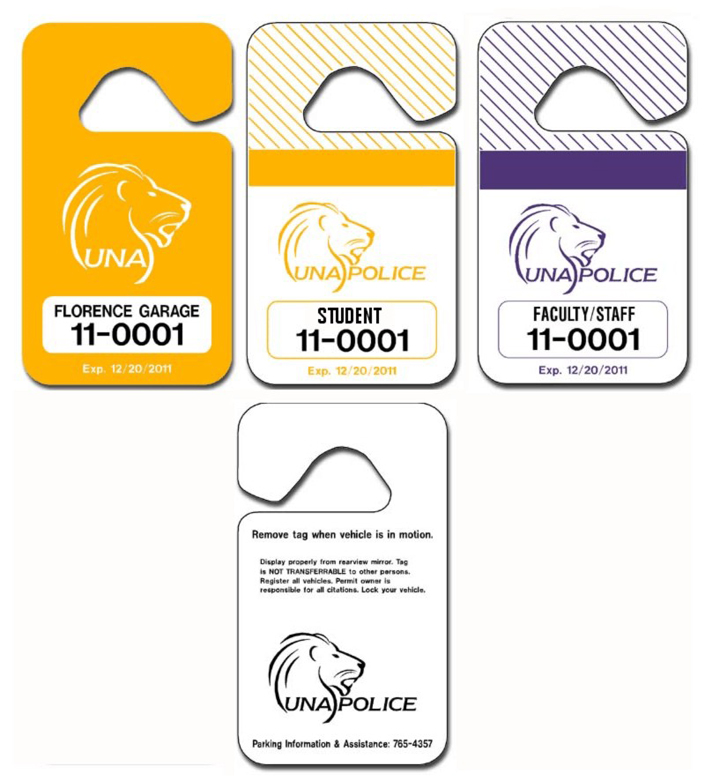 UNA
FLORENCE GARAGE
11-0001
Exp. 12/20/2011
UNA POLICE
STUDENT
11-0001
Exp. 12/20/2011
UNA POLICE
FACULTY/STAFF
11-0001
Exp. 12/20/2011
Remove tag when vehicle is in motion.
Display properly from rearview mirror. Tag
is NOT TRANSFERRABLE to other persons.
Register all vehicles. Permit owner is
responsible for all citations. Lock your vehicle.
UNA POLICE
Parking Information & Assistance: 765-4357